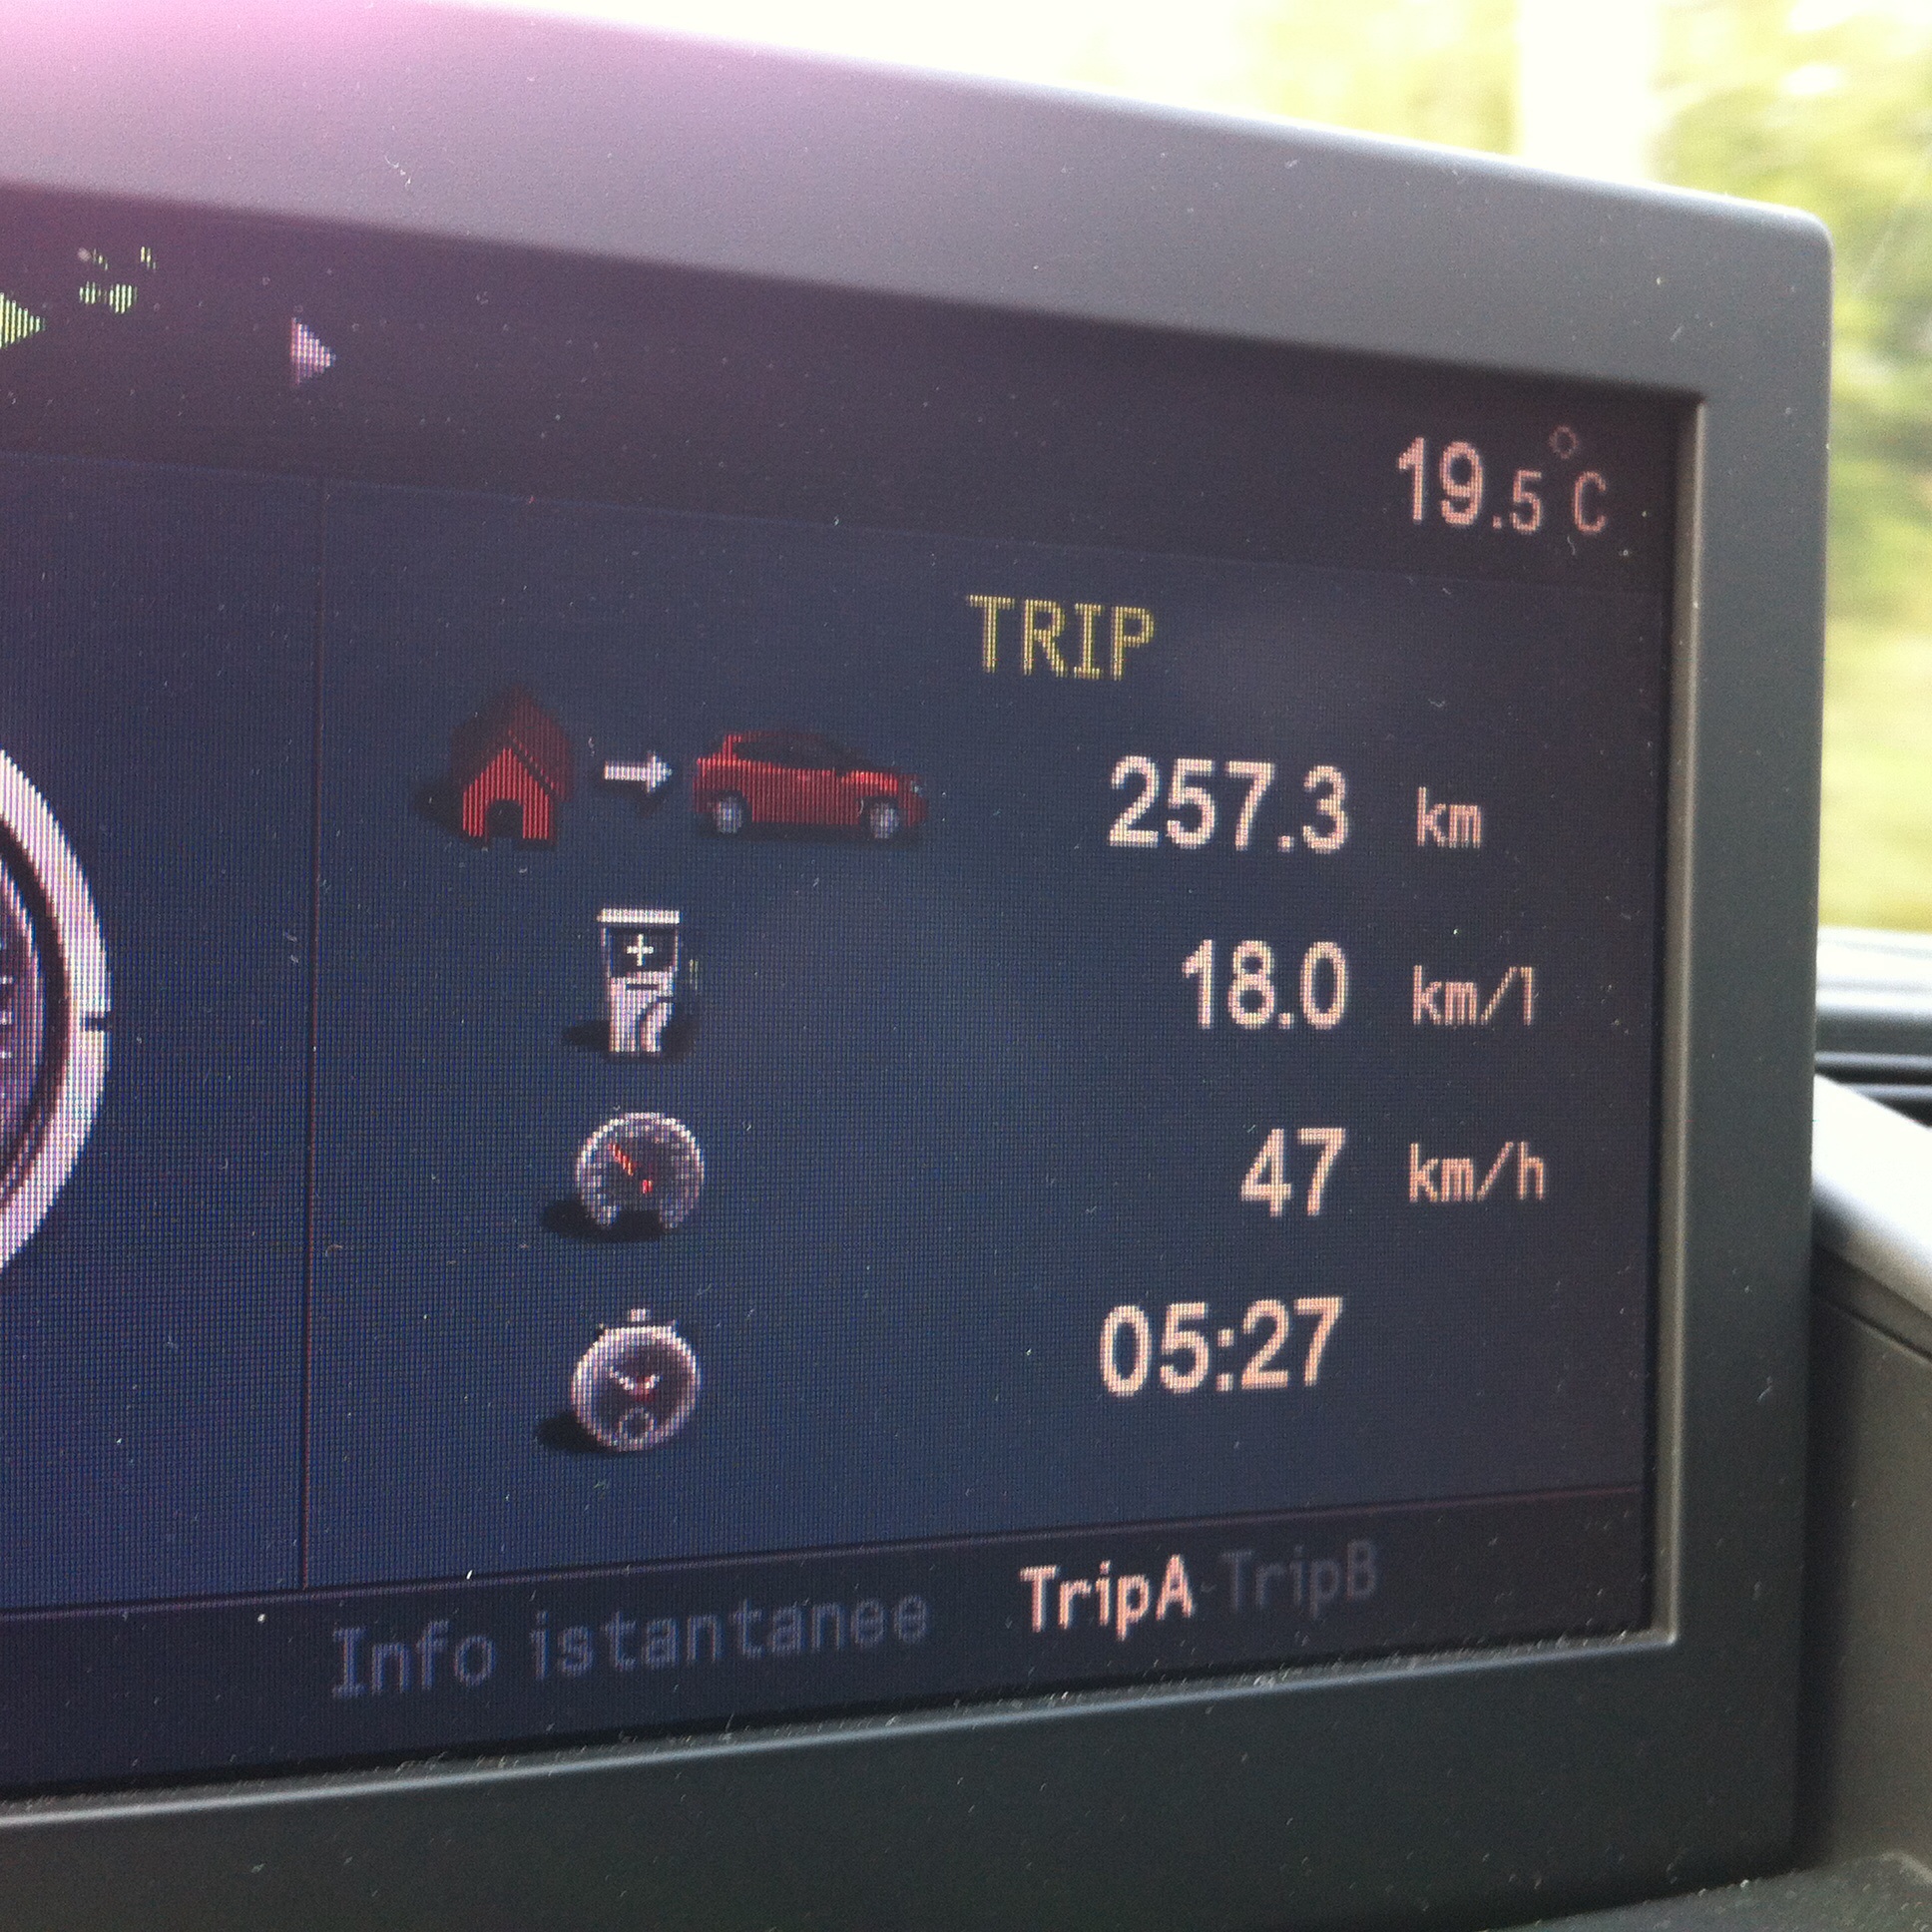 19.5°C
TRIP
257.3 km
18.0 km/l
47 km/h
05:27
Info istantanee TripA TripB